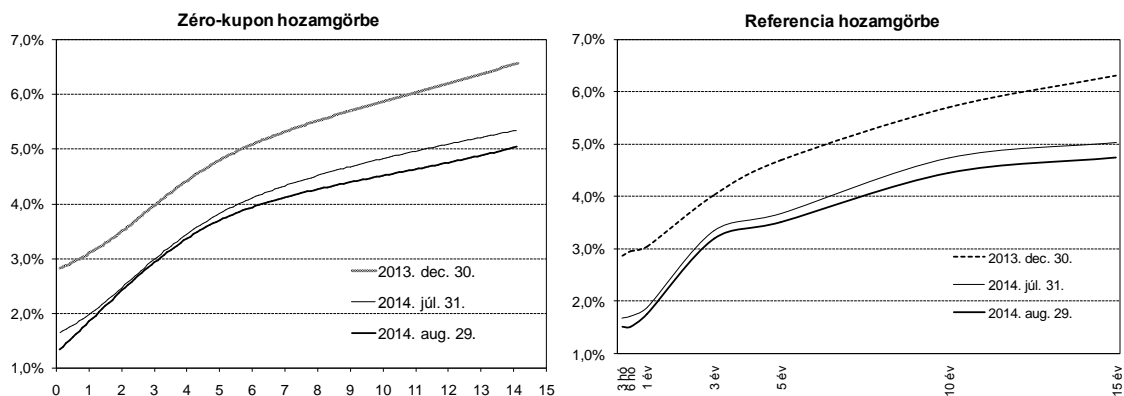 Zéro-kupon hozamgörbe
7,0%
6,0%
5,0%
4,0%
3,0%
2,0%
1,0%
2013. dec. 30.
2014. júl. 31.
2014. aug. 29.
0 1 2 3 4 5 6 7 8 9 10 11 12 13 14 15
Referencia hozamgörbe
7,0%
6,0%
5,0%
4,0%
3,0%
2,0%
1,0%
2013. dec. 30.
2014. júl. 31.
2014. aug. 29.
3 hó
6 hó
1 év
3 év
5 év
10 év
15 év